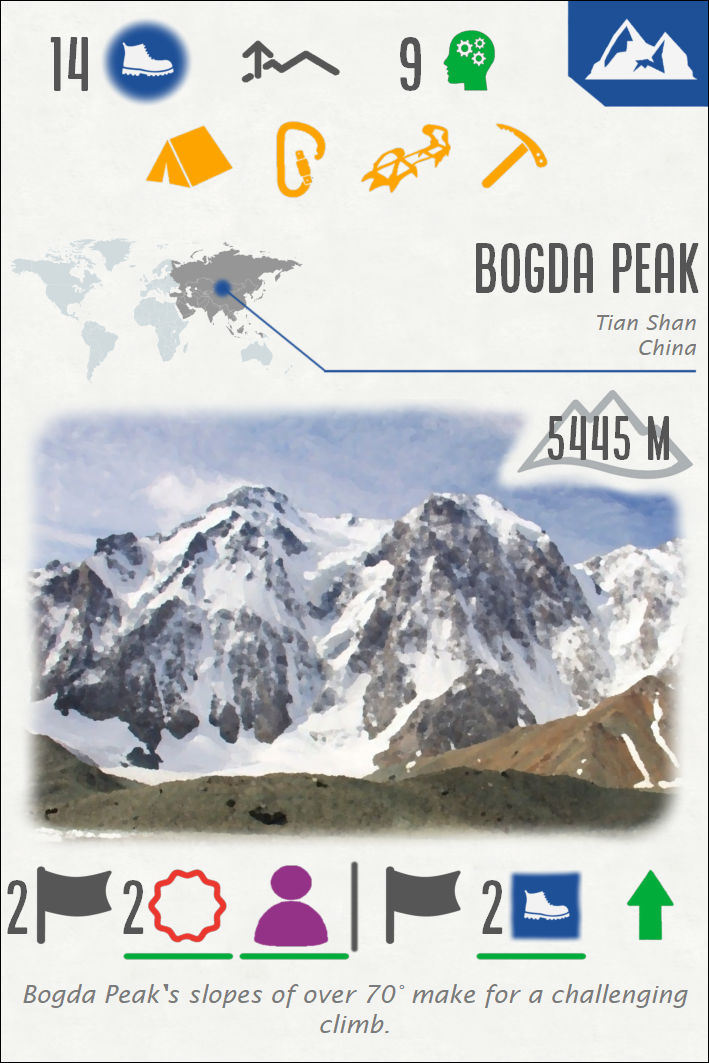 14 9
BOGDA PEAK
Tian Shan
China
5445 M
2 2 2
Bogda Peak's slopes of over 70° make for a challenging
climb.